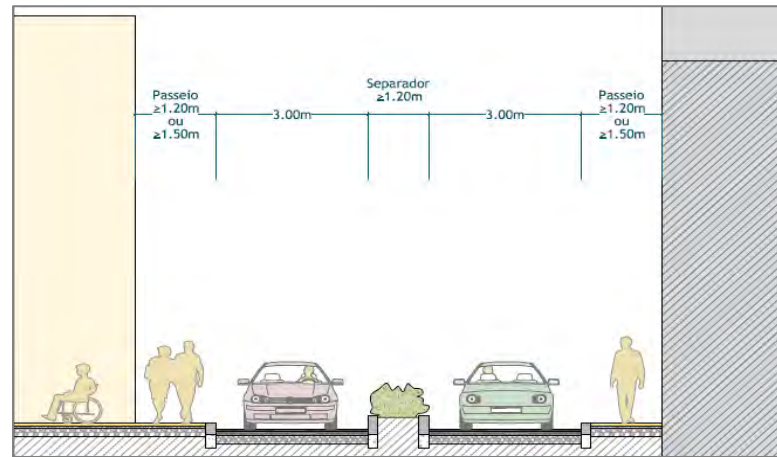 Passeio
≥1.20m
ou
≥1.50m
3.00m
Separador
≥1.20m
3.00m
Passeio
≥1.20m
ou
≥1.50m